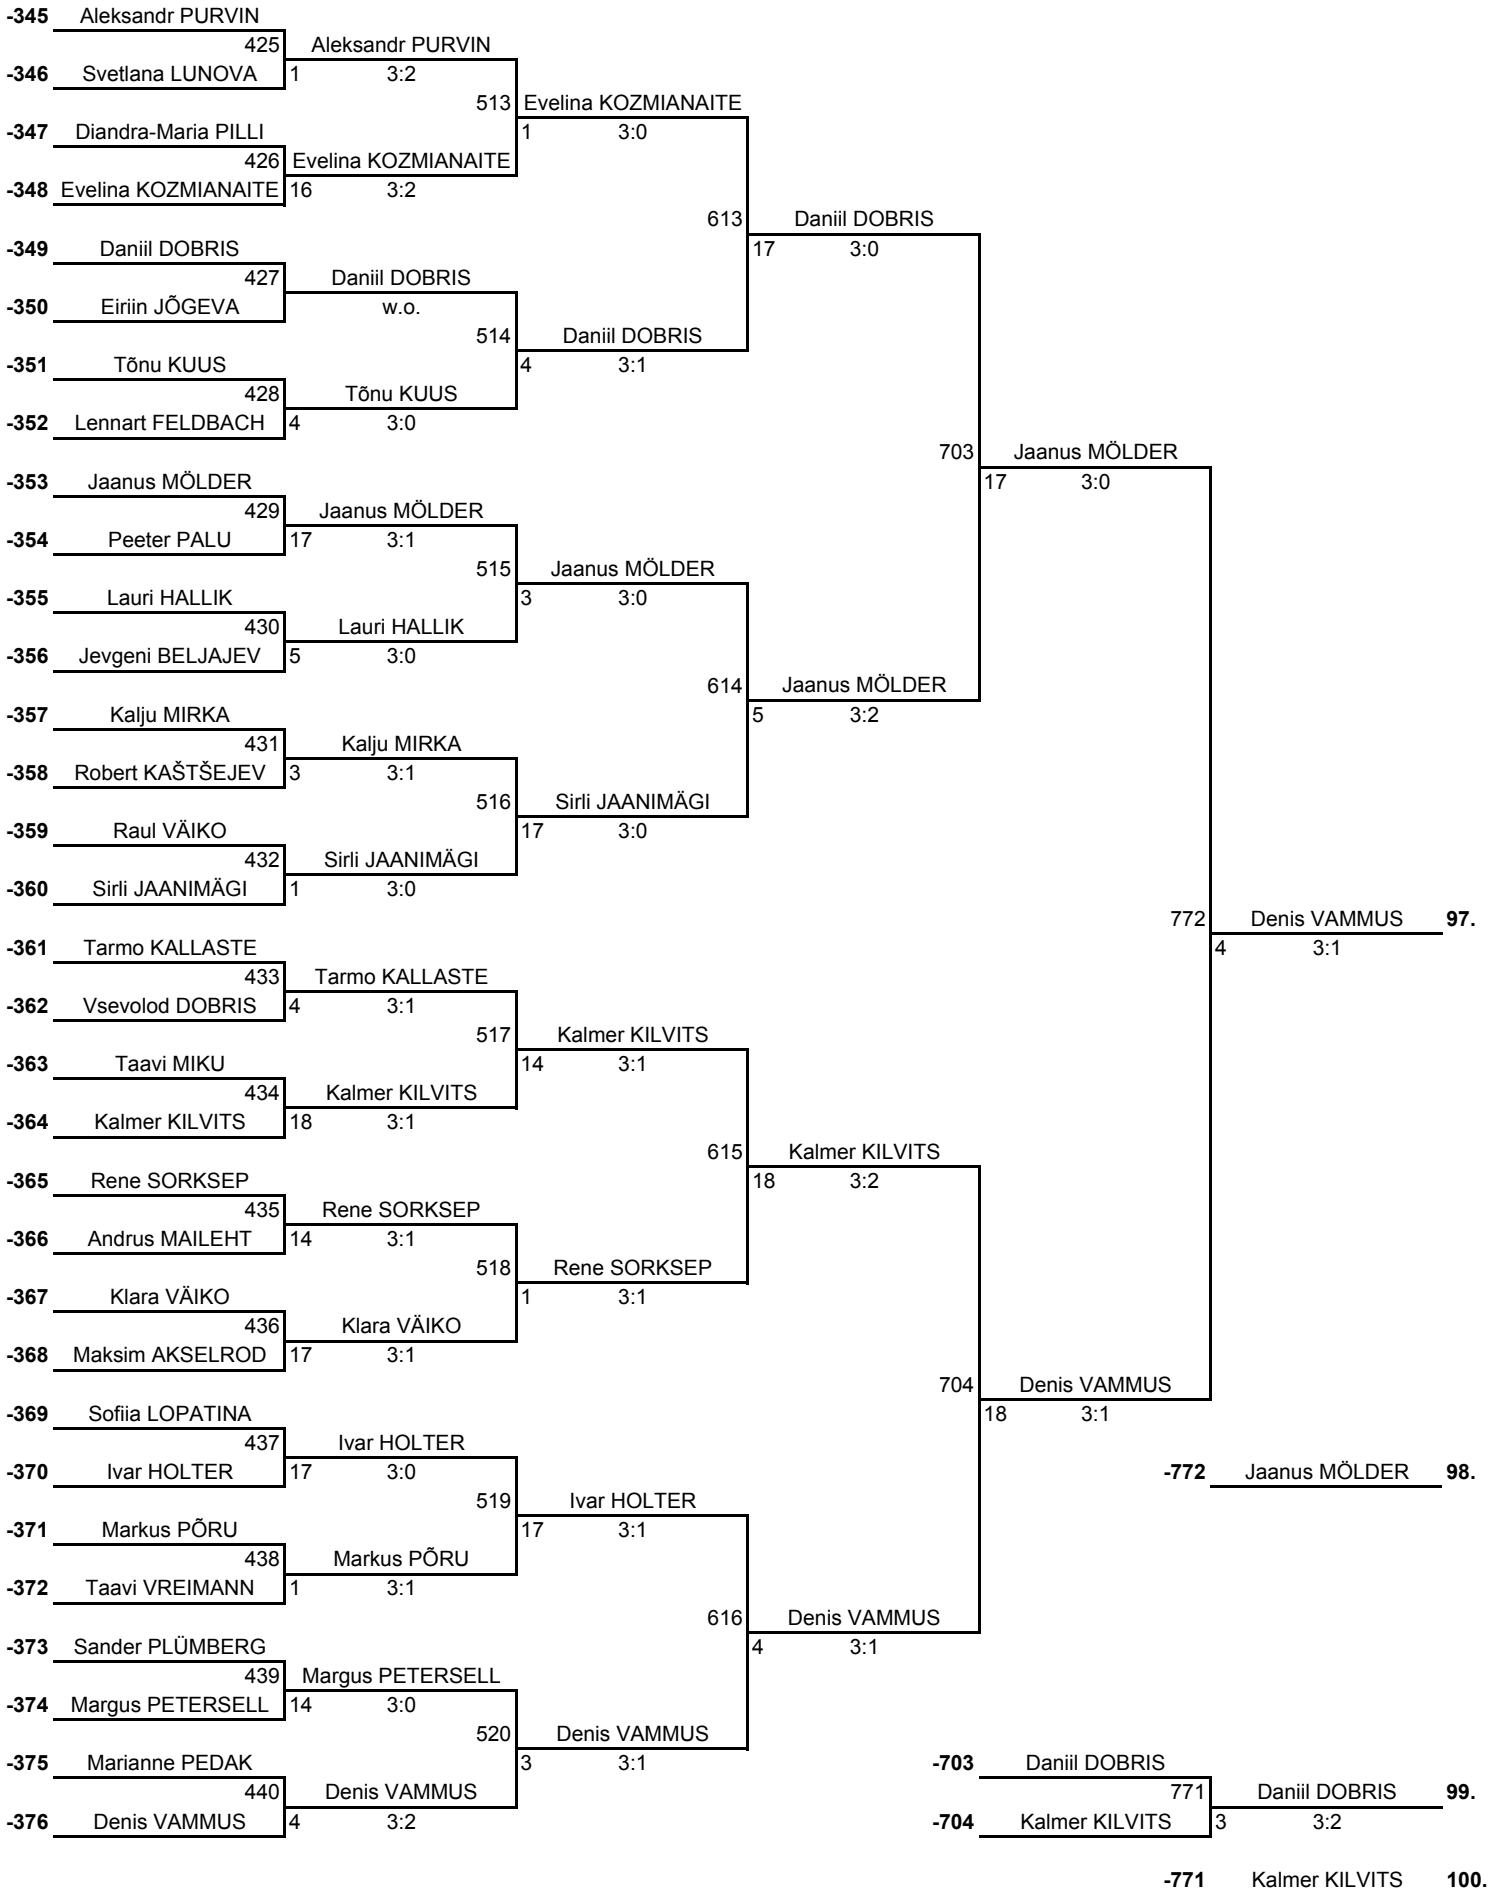 -345 Aleksandr PURVIN
425 Aleksandr PURVIN
-346 Svetlana LUNOVA 1 3:2
513 Evelina KOZMIANAITE
-347 Diandra-Maria PILLI 1 3:0
426 Evelina KOZMIANAITE
-348 Evelina KOZMIANAITE 16 3:2
613 Daniil DOBRIS
-349 Daniil DOBRIS 17 3:0
427 Daniil DOBRIS
-350 Eiriin JÕGEVA w.o.
514 Daniil DOBRIS
-351 Tõnu KUUS 4 3:1
428 Tõnu KUUS
-352 Lennart FELDBACH 4 3:0
703 Jaanus MÖLDER
-353 Jaanus MÖLDER 17 3:0
429 Jaanus MÖLDER
-354 Peeter PALU 17 3:1
515 Jaanus MÖLDER
-355 Lauri HALLIK 3 3:0
430 Lauri HALLIK
-356 Jevgeni BELJAJEV 5 3:0
614 Jaanus MÖLDER
-357 Kalju MIRKA 5 3:2
431 Kalju MIRKA
-358 Robert KAŠTŠEJEV 3 3:1
516 Sirli JAANIMÄGI
-359 Raul VÄIKO 17 3:0
432 Sirli JAANIMÄGI
-360 Sirli JAANIMÄGI 1 3:0
772 Denis VAMMUS 97.
-361 Tarmo KALLASTE 4 3:1
433 Tarmo KALLASTE
-362 Vsevolod DOBRIS 4 3:1
517 Kalmer KILVITS
-363 Taavi MIKU 14 3:1
434 Kalmer KILVITS
-364 Kalmer KILVITS 18 3:1
615 Kalmer KILVITS
-365 Rene SORKSEP 18 3:2
435 Rene SORKSEP
-366 Andrus MAILEHT 14 3:1
518 Rene SORKSEP
-367 Klara VÄIKO 1 3:1
436 Klara VÄIKO
-368 Maksim AKSELROD 17 3:1
704 Denis VAMMUS
-369 Sofiia LOPATINA 18 3:1
437 Ivar HOLTER
-370 Ivar HOLTER 17 3:0 -772 Jaanus MÖLDER 98.
519 Ivar HOLTER
-371 Markus PÕRU 17 3:1
438 Markus PÕRU
-372 Taavi VREIMANN 1 3:1
616 Denis VAMMUS
-373 Sander PLÜMBERG 4 3:1
439 Margus PETERSELL
-374 Margus PETERSELL 14 3:0
520 Denis VAMMUS
-375 Marianne PEDAK 3 3:1 -703 Daniil DOBRIS
440 Denis VAMMUS 771 Daniil DOBRIS 99.
-376 Denis VAMMUS 4 3:2 -704 Kalmer KILVITS 3 3:2
-771 Kalmer KILVITS 100.